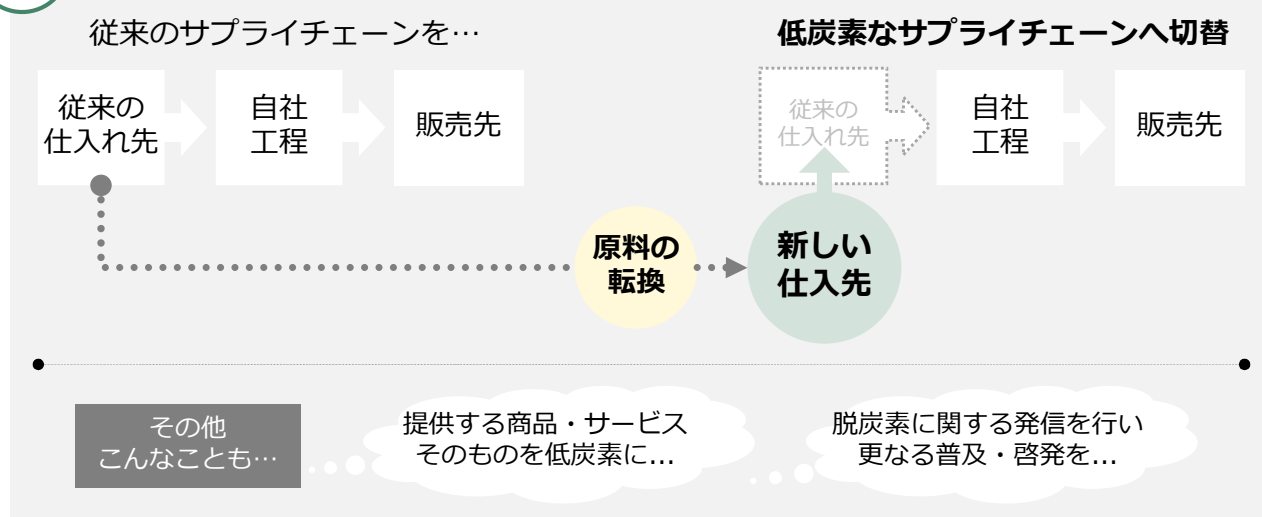 従来のサプライチェーンを…
低炭素なサプライチェーンへ切替
従来の
仕入れ先
自社
工程
販売先
従来の
仕入れ先
自社
工程
販売先
原料の
転換
新しい
仕入先
その他
こんなことも…
提供する商品・サービス
そのものを低炭素に…
脱炭素に関する発信を行い
更なる普及・啓発を…